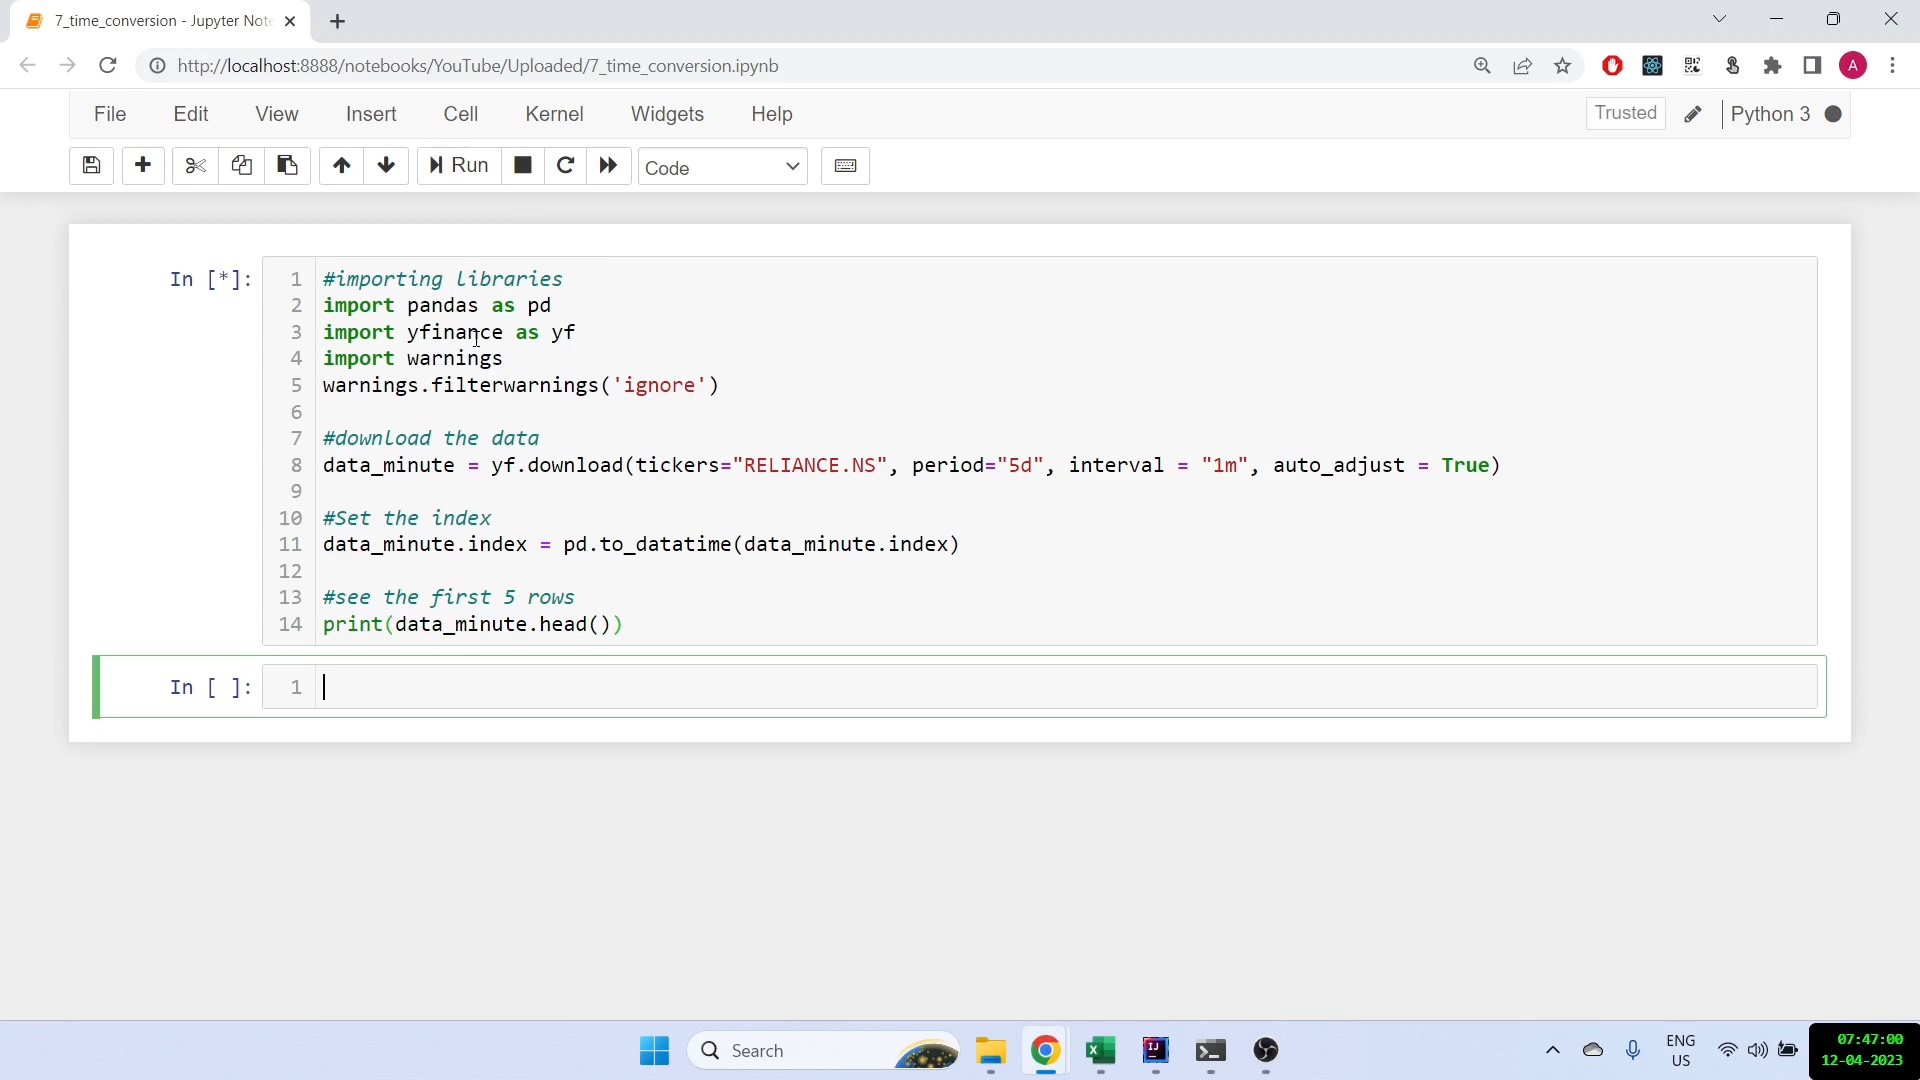 7_time_conversion - Jupyter Note
http://localhost:8888/notebooks/YouTube/Uploaded/7_time_conversion.ipynb
A
File Edit View Insert Cell Kernel Widgets Help
Trusted
Python 3
Run
Code
In [*]:
1 #importing libraries
2 import pandas as pd
3 import yfinance as yf
4 import warnings
5 warnings.filterwarnings('ignore')
6
7 #download the data
8 data_minute = yf.download(tickers="RELIANCE.NS", period="5d", interval = "1m", auto_adjust = True)
9
10 #Set the index
11 data_minute.index = pd.to_datatime(data_minute.index)
12
13 #see the first 5 rows
14 print(data_minute.head())
In [ ]:
1
Search
IJ
ENG
US
07:47:00
12-04-2023